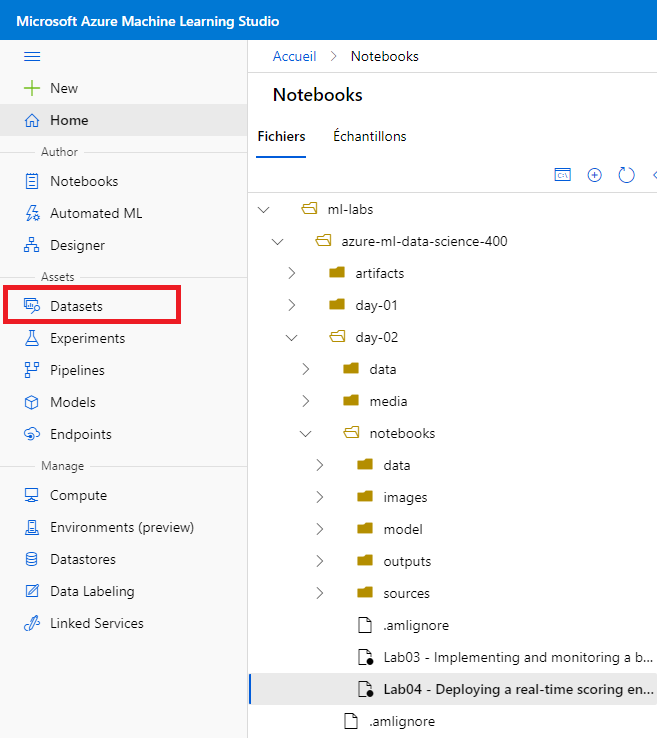 Microsoft Azure Machine Learning Studio
New
Home
Author
Notebooks
Automated ML
Designer
Assets
Datasets
Experiments
Pipelines
Models
Endpoints
Manage
Compute
Environments (preview)
Datastores
Data Labeling
Linked Services
Accueil > Notebooks
Notebooks
Fichiers Échantillons
ml-labs
azure-ml-data-science-400
artifacts
day-01
day-02
data
media
notebooks
data
images
model
outputs
sources
.amlignore
Lab03 - Implementing and monitoring a b...
Lab04 - Deploying a real-time scoring en...
.amlignore